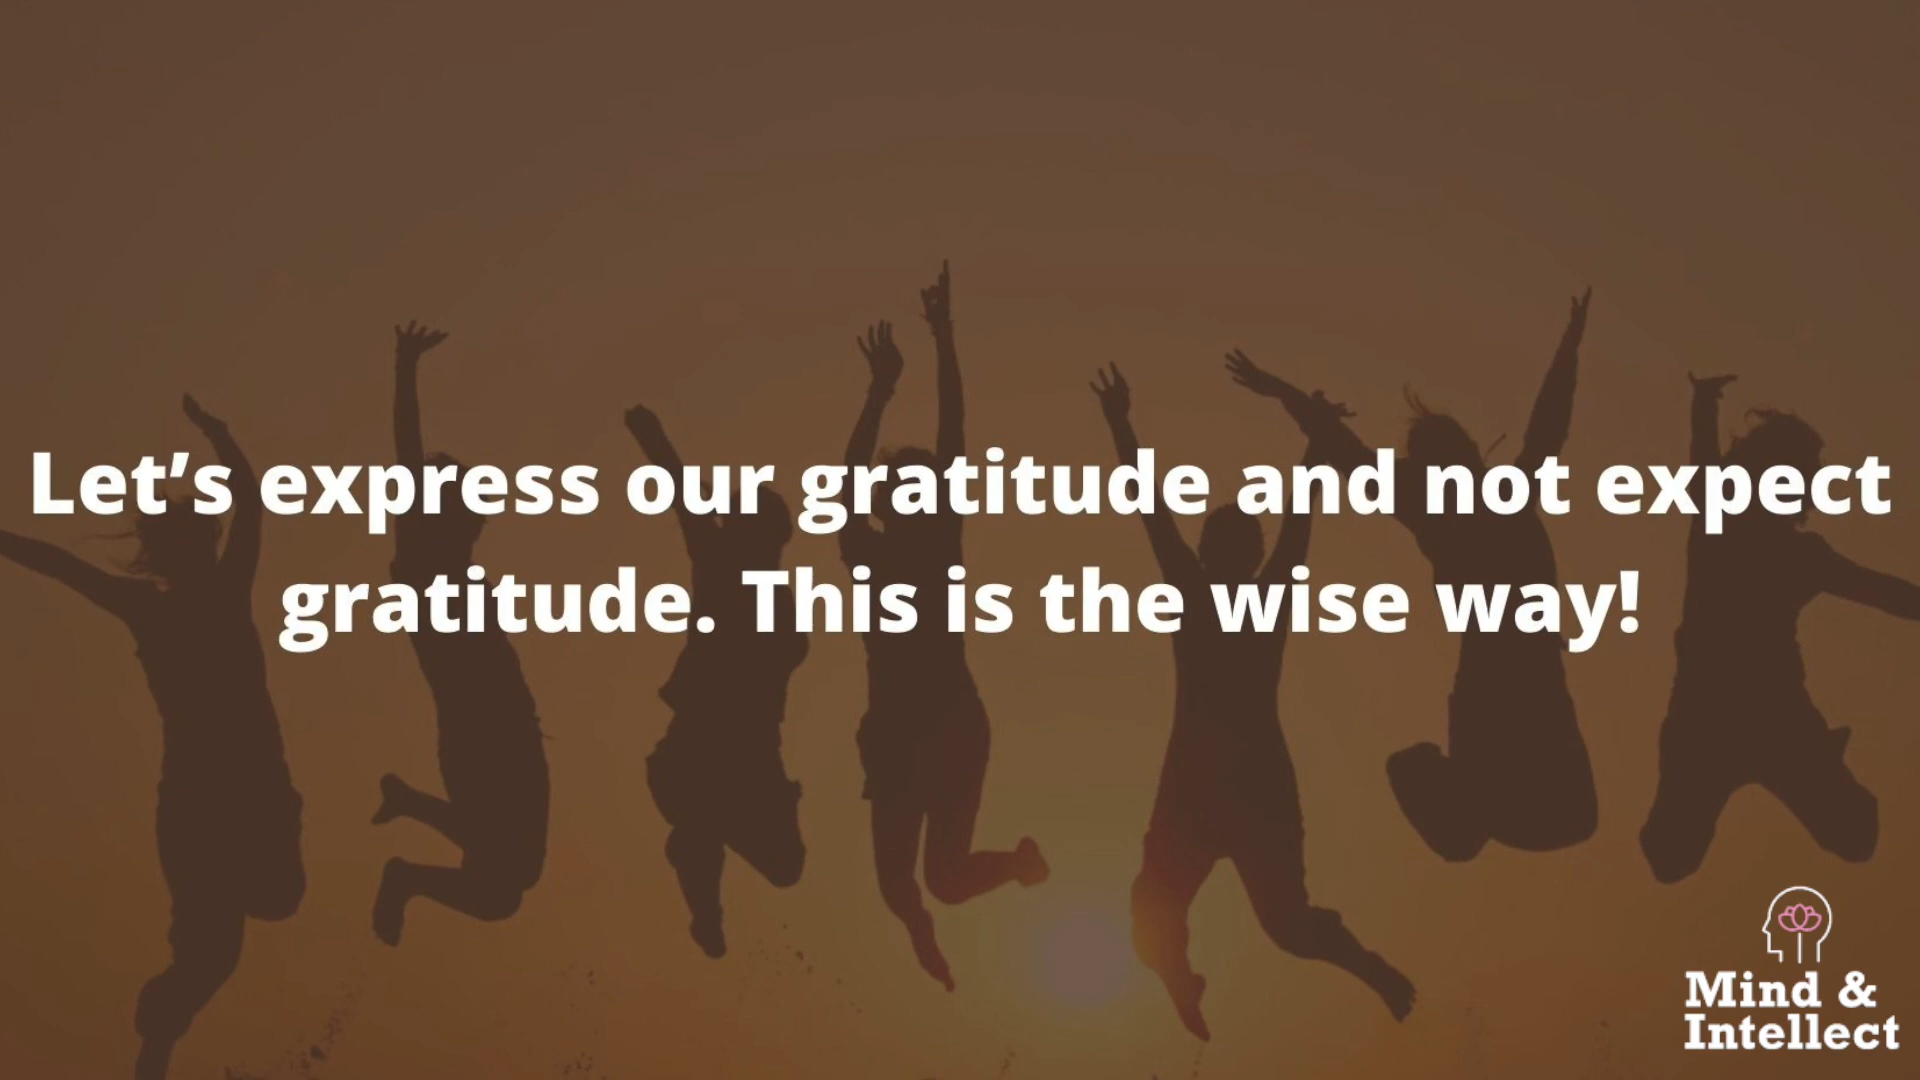 Let’s express our gratitude and not expect
gratitude. This is the wise way!
Mind &
Intellect